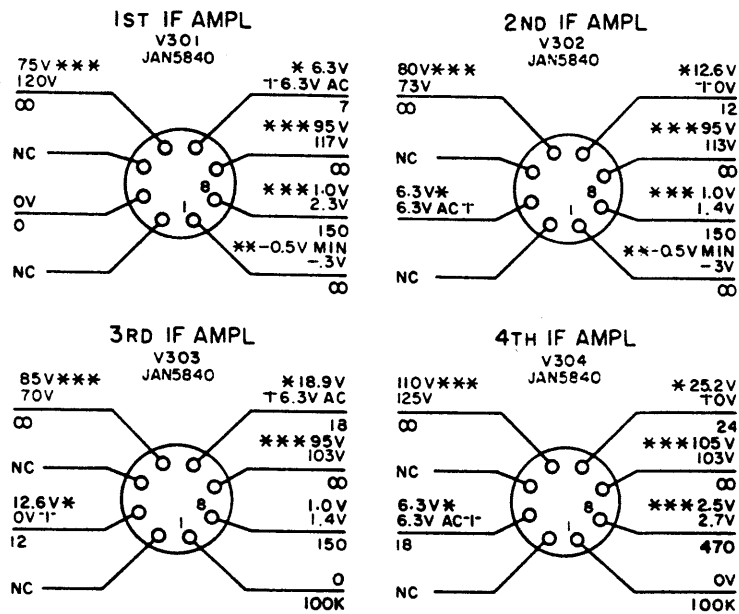 1ST IF AMPL
V301
JAN5840
75V***
120V
∞
NC
0V
0
NC
* 6.3V
†6.3V AC
7
***95V
117V
∞
8
***1.0V
2.3V
150
1
**-0.5V MIN
-.3V
∞
2ND IF AMPL
V302
JAN5840
80V***
73V
∞
NC
6.3V*
6.3V AC†
NC
*12.6V
†0V
12
***95V
113V
∞
8
***1.0V
1.4V
150
1
**-0.5V MIN
-3V
∞
3RD IF AMPL
V303
JAN5840
85V***
70V
∞
NC
12.6V*
0V†
12
NC
*18.9V
†6.3V AC
18
***95V
103V
∞
8
1.0V
1.4V
150
1
0
100K
4TH IF AMPL
V304
JAN5840
110V***
125V
∞
NC
6.3V*
6.3V AC†
18
NC
*25.2V
†0V
24
***105V
103V
∞
8
***2.5V
2.7V
470
1
0V
100K